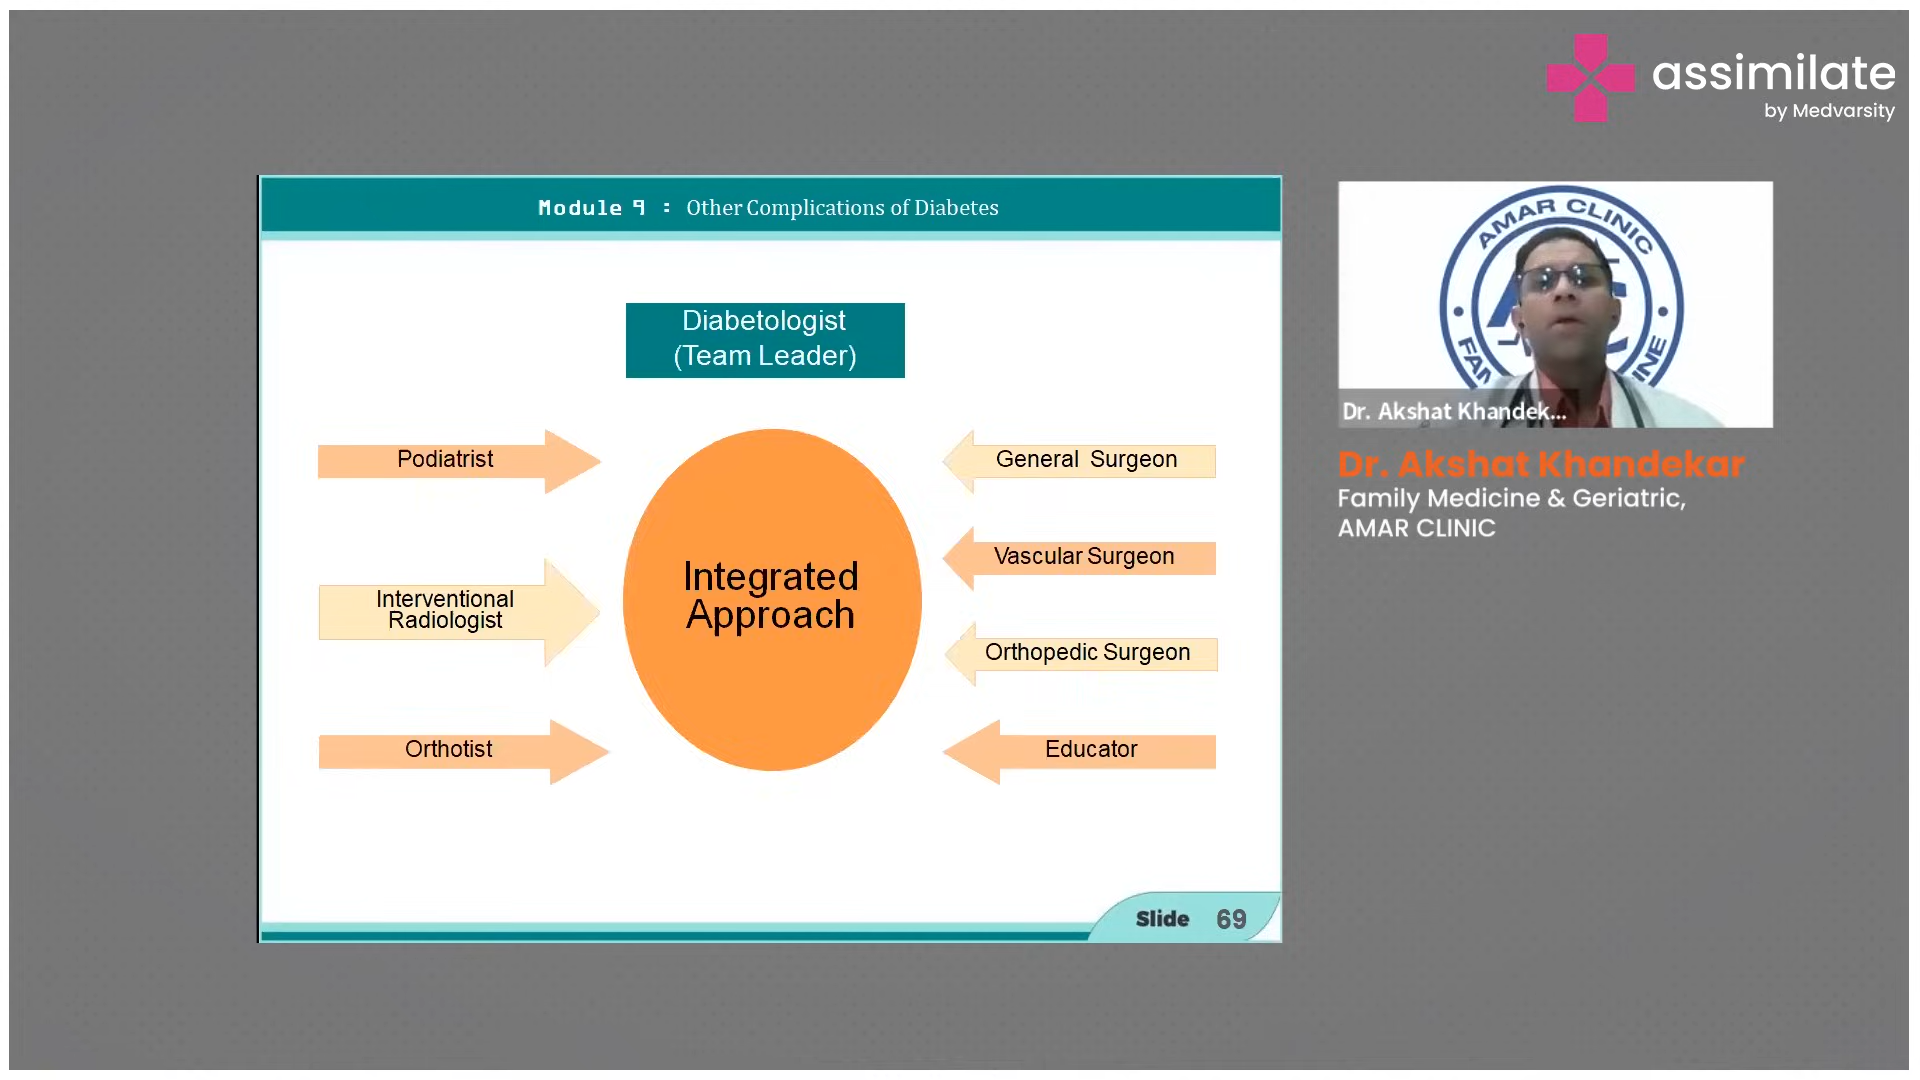 assimilate
by Medvarsity
Module 9 : Other Complications of Diabetes
Diabetologist
(Team Leader)
Podiatrist
Interventional
Radiologist
Orthotist
Integrated
Approach
General Surgeon
Vascular Surgeon
Orthopedic Surgeon
Educator
Slide 69
AMAR CLINIC
Dr. Akshat Khandek...
Dr. Akshat Khandekar
Family Medicine & Geriatric,
AMAR CLINIC